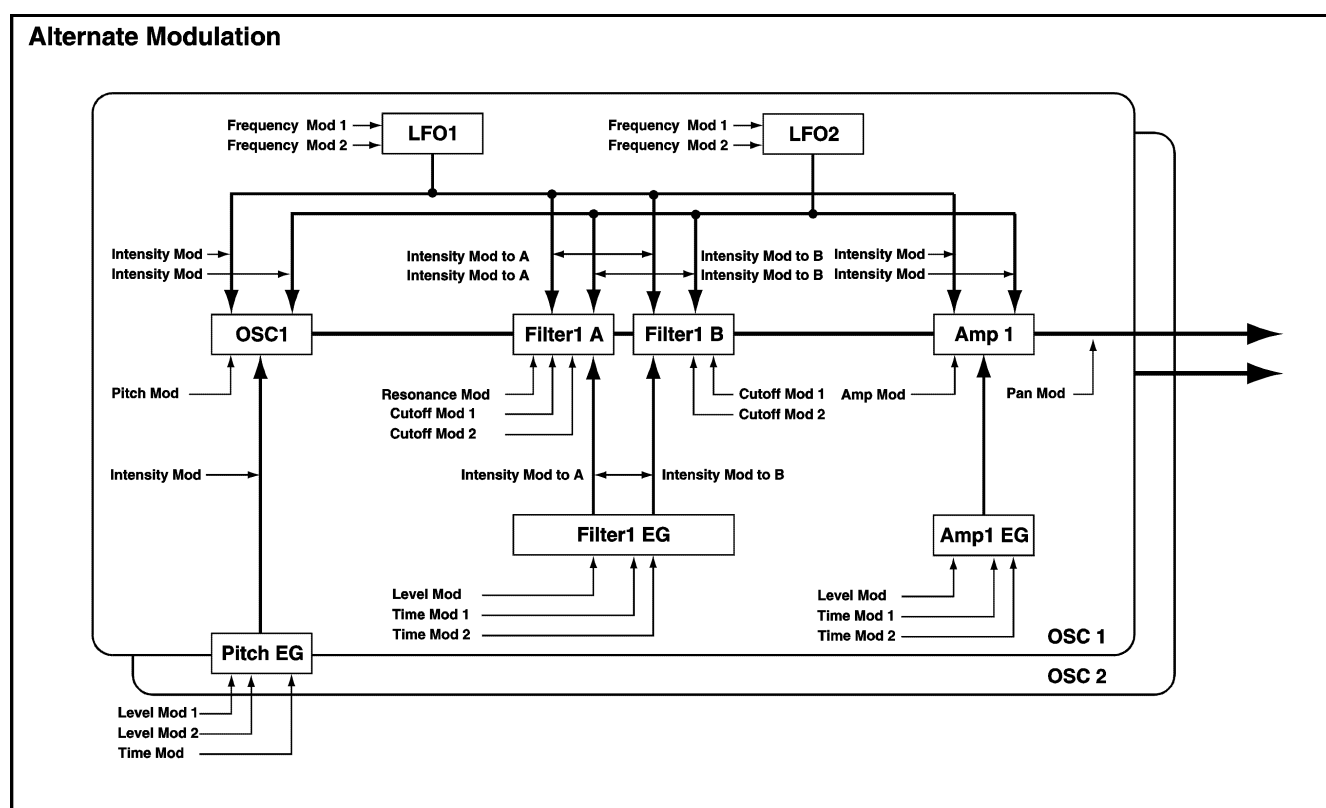 Alternate Modulation
Frequency Mod 1
LFO1
Frequency Mod 2
Frequency Mod 1
LFO2
Frequency Mod 2
Intensity Mod
Intensity Mod
Intensity Mod to A
Intensity Mod to A
Intensity Mod to B
Intensity Mod to B
Intensity Mod
Intensity Mod
OSC1
Filter1 A
Filter1 B
Amp 1
Pitch Mod
Resonance Mod
Cutoff Mod 1
Cutoff Mod 2
Cutoff Mod 1
Cutoff Mod 2
Amp Mod
Pan Mod
Intensity Mod
Intensity Mod to A
Intensity Mod to B
Filter1 EG
Amp1 EG
Level Mod
Time Mod 1
Time Mod 2
Level Mod
Time Mod 1
Time Mod 2
OSC 1
Pitch EG
OSC 2
Level Mod 1
Level Mod 2
Time Mod